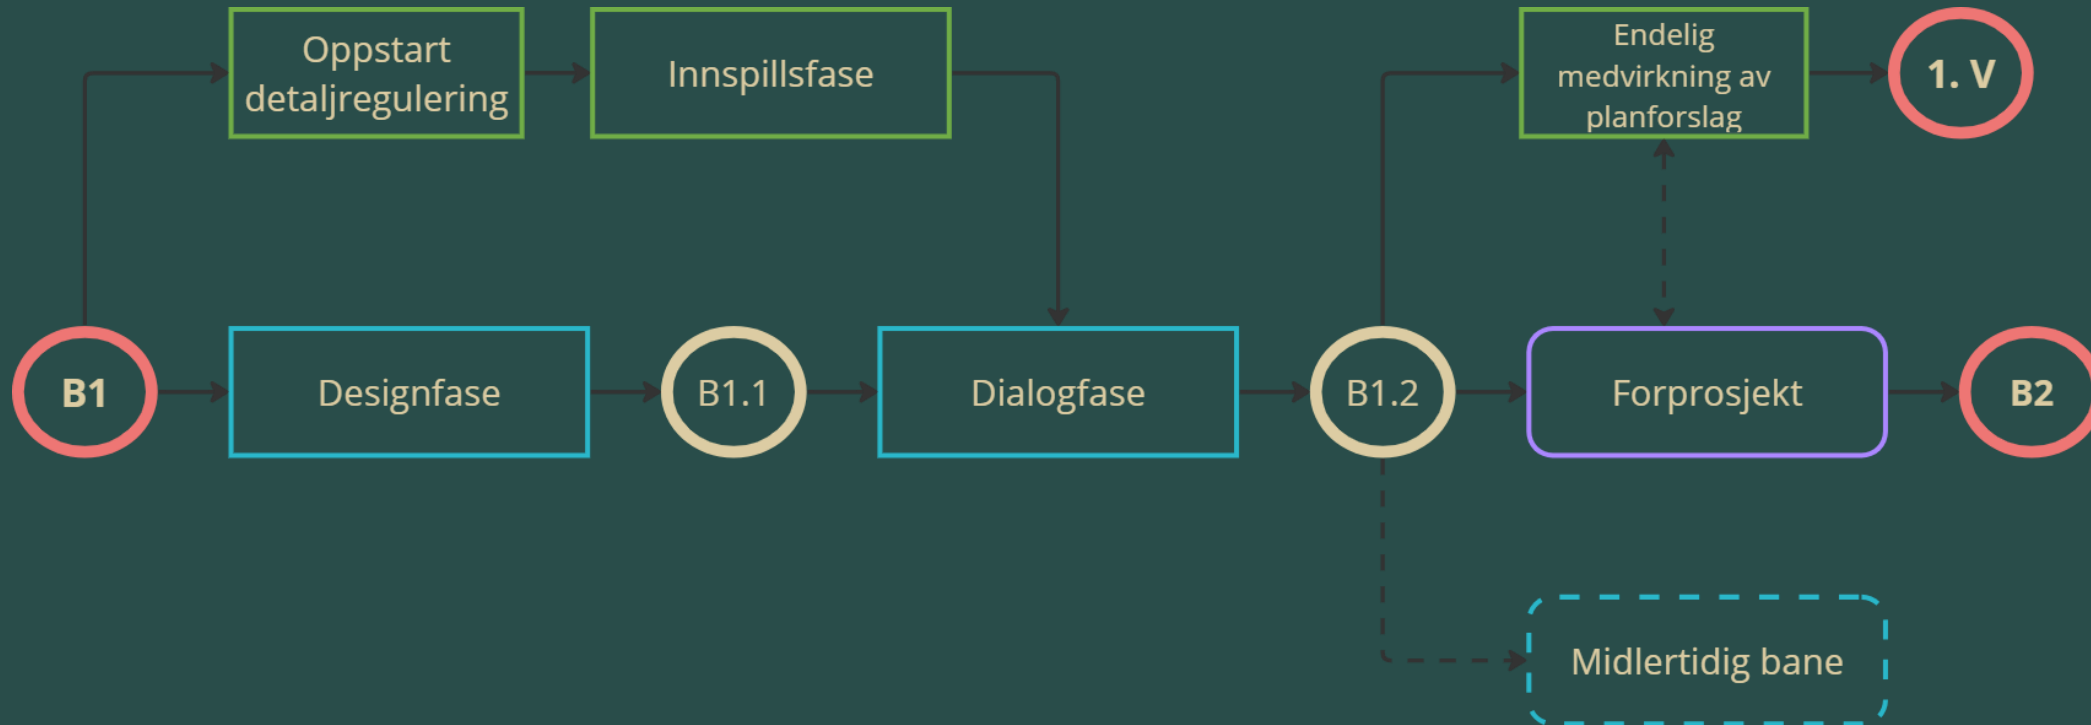 Oppstart
detaljregulering
Innspillsfase
Endelig
medvirkning av
planforslag
1. V
B1
Designfase
B1.1
Dialogfase
B1.2
Forprosjekt
B2
Midlertidig bane